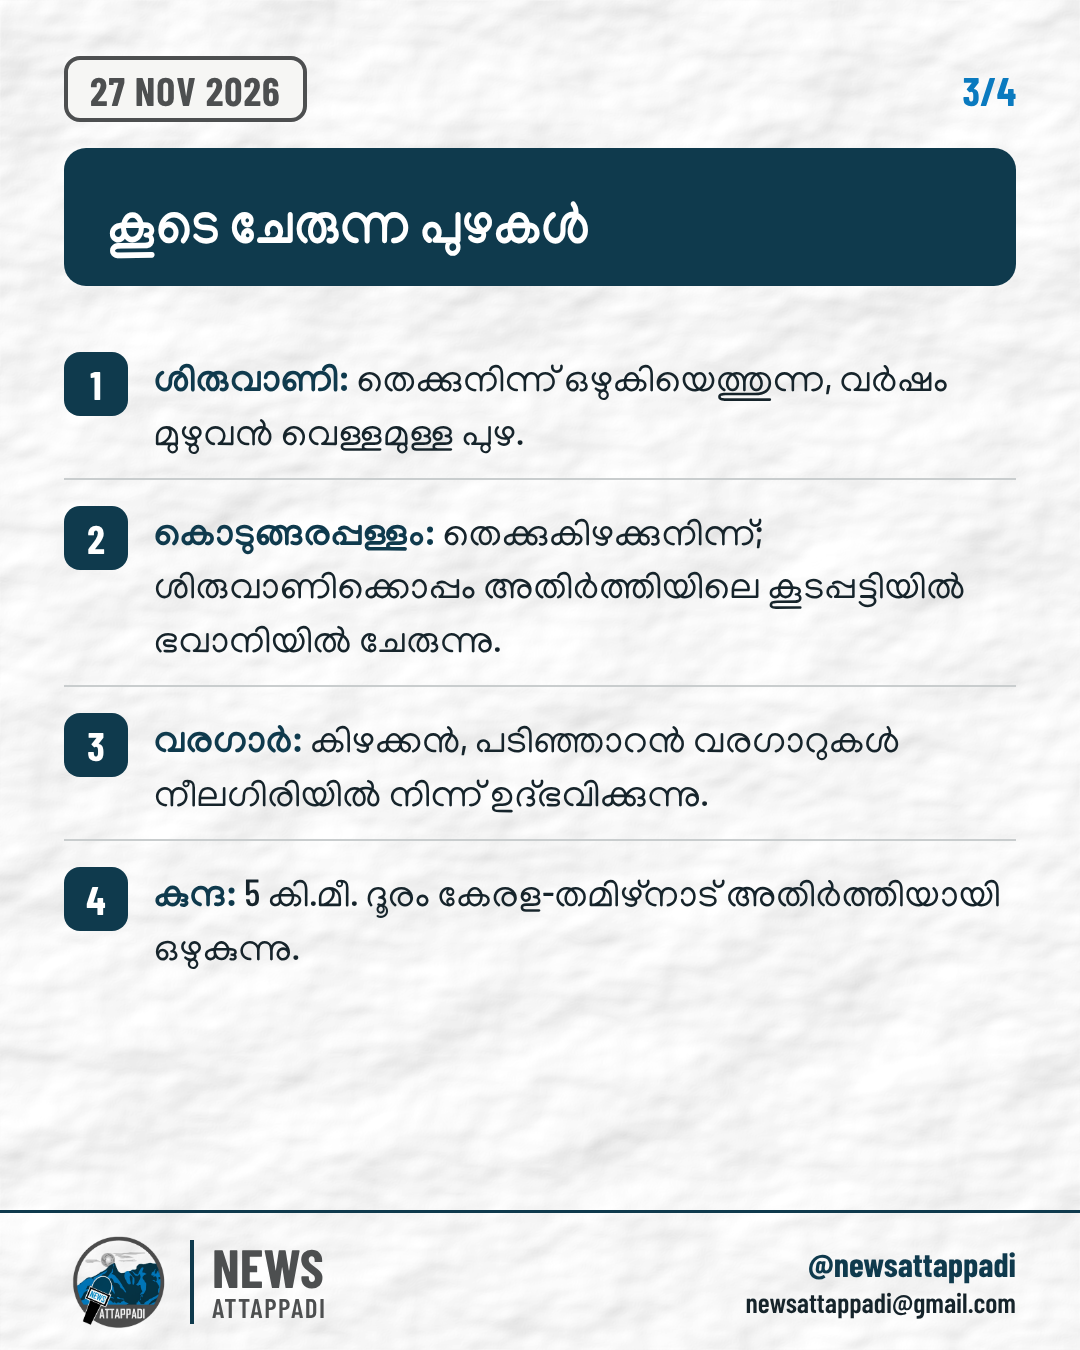 27 NOV 2026
3/4
കൂടെ ചേരുന്ന പുഴകൾ
1
ശിരുവാണി: തെക്കുനിന്ന് ഒഴുകിയെത്തുന്ന, വർഷം
മുഴുവൻ വെള്ളമുള്ള പുഴ.
2
കൊടുങ്ങരപ്പള്ളം: തെക്കുകിഴക്കുനിന്ന്;
ശിരുവാണിക്കൊപ്പം അതിർത്തിയിലെ കൂടപ്പട്ടിയിൽ
ഭവാനിയിൽ ചേരുന്നു.
3
വരഗാർ: കിഴക്കൻ, പടിഞ്ഞാറൻ വരഗാറുകൾ
നീലഗിരിയിൽ നിന്ന് ഉദ്ഭവിക്കുന്നു.
4
കുന്ദ: 5 കി.മീ. ദൂരം കേരള-തമിഴ്നാട് അതിർത്തിയായി
ഒഴുകുന്നു.
NEWS
ATTAPPADI
NEWS
ATTAPPADI
@newsattappadi
newsattappadi@gmail.com